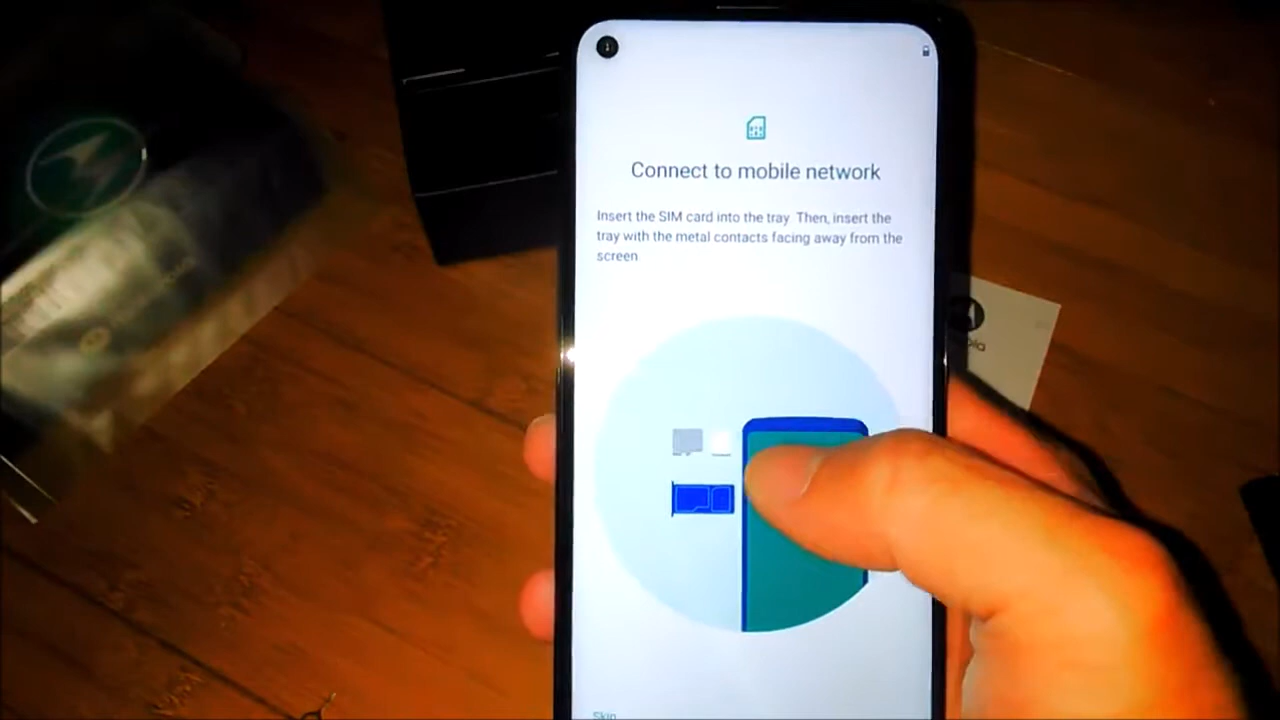 Connect to mobile network
Insert the SIM card into the tray. Then, insert the
tray with the metal contacts facing away from the
screen
Skip